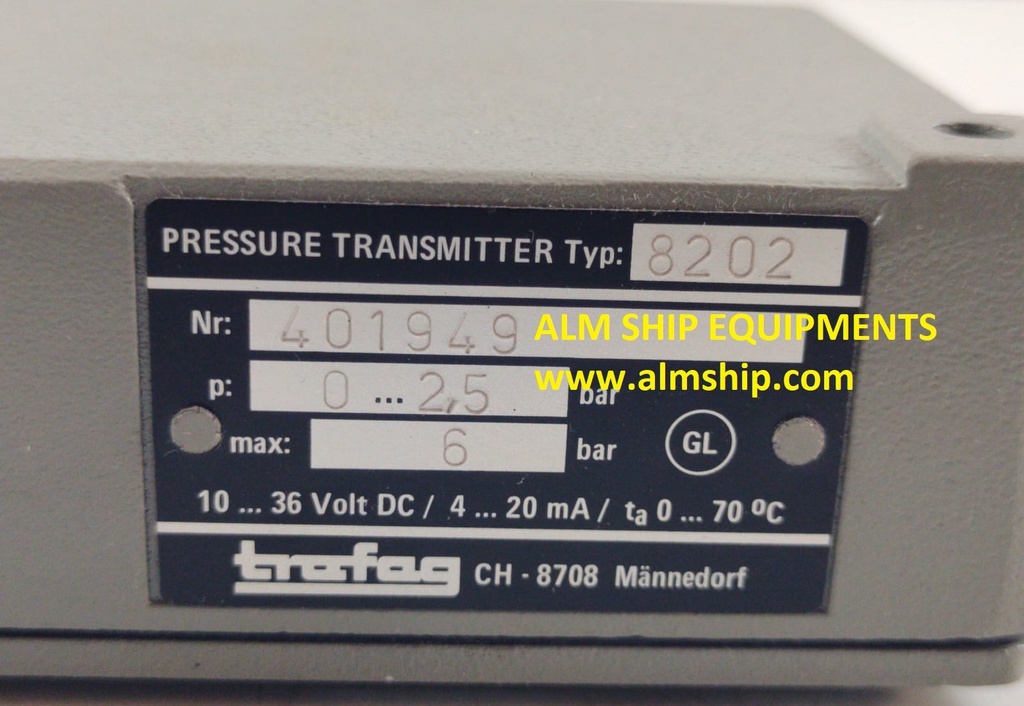 PRESSURE TRANSMITTER Typ: 8202
Nr: 401949
ALM SHIP EQUIPMENTS
p: 0 ... 2,5 bar
www.almship.com
max: 6 bar
GL
10 ... 36 Volt DC / 4 ... 20 mA / ta 0 ... 70 ºC
trafag CH - 8708 Männedorf